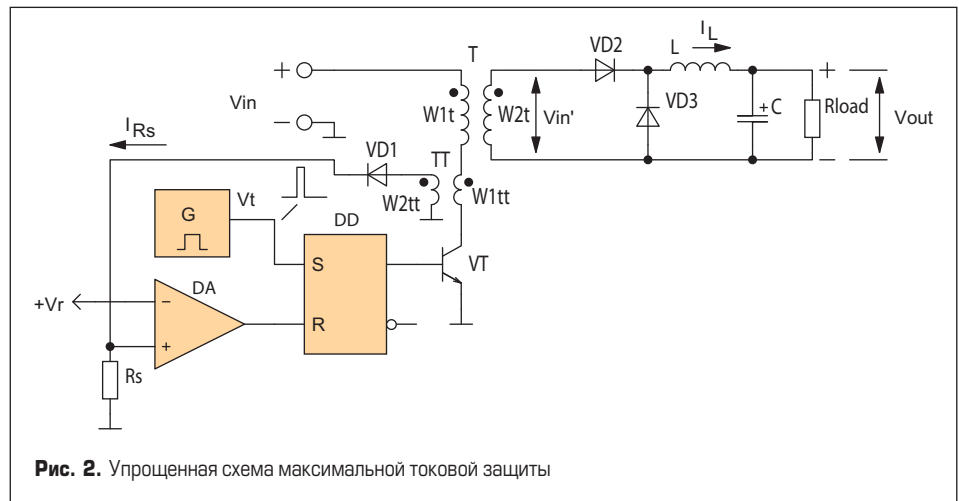 T
VD2
L
I_L
+
Vin
−
W1t
W2t
Vin'
VD3
+C
Rload
+
−
Vout
I_Rs
VD1
TT
W2tt
W1tt
G
Vt
DD
S
R
VT
DA
+Vr
−
+
Rs
Рис. 2. Упрощенная схема максимальной токовой защиты